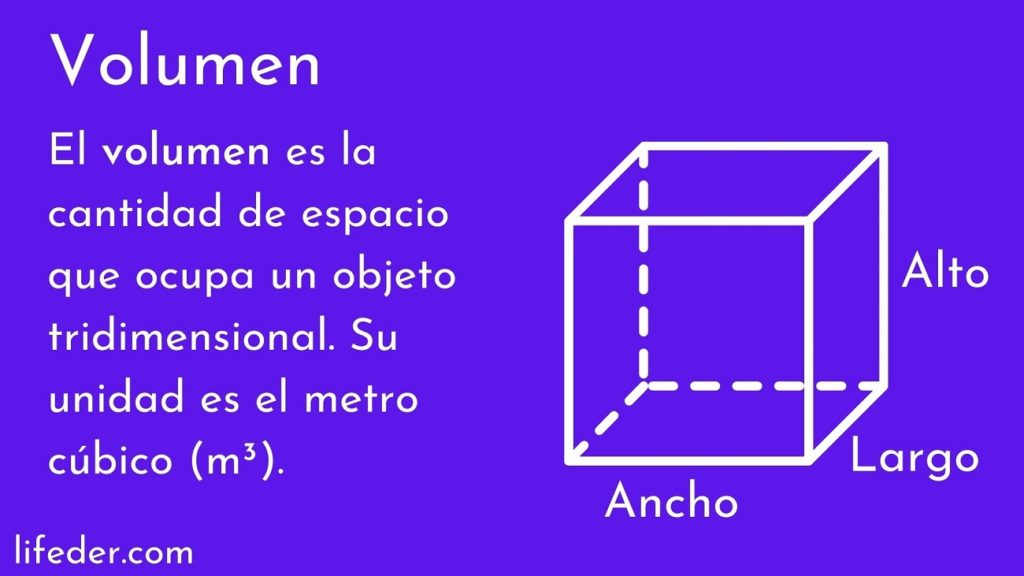 Volumen
El volumen es la
cantidad de espacio
que ocupa un objeto
tridimensional. Su
unidad es el metro
cúbico (m³).
Alto
Largo
Ancho
lifeder.com